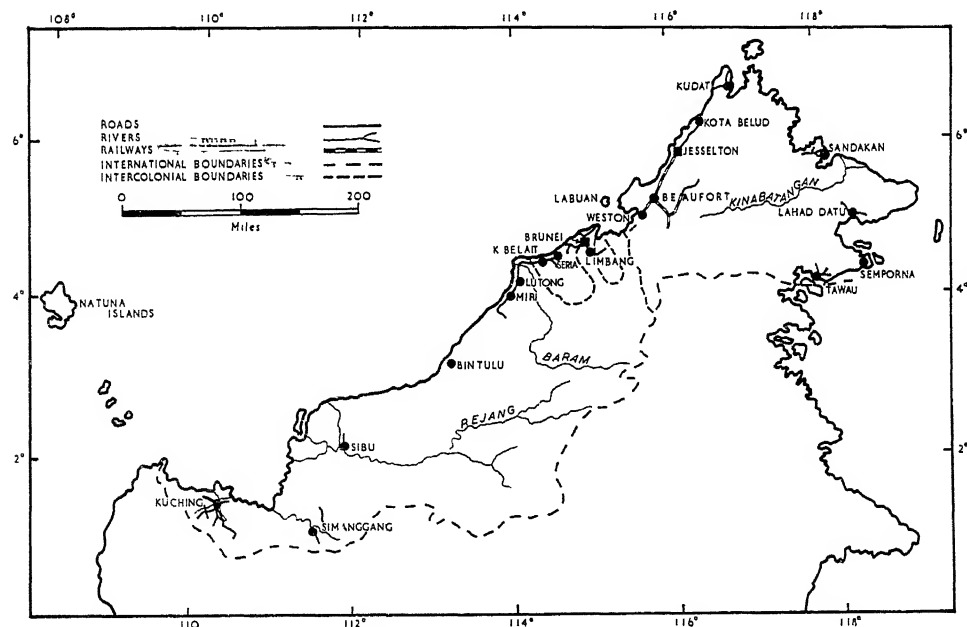 108°
112°
114°
116°
118°
KUDAT
KOTA BELUD
JESSELTON
SANDAKAN
ROADS
RIVERS
RAILWAYS
INTERNATIONAL BOUNDARIES
INTERCOLONIAL BOUNDARIES
0 100 200
Miles
6°
6°
LABUAN
BEAUFORT
KINABATANGAN
WESTON
LAHAD DATU
BRUNEI
K BELAIT
SERIA
LIMBANG
SEMPORNA
LUTONG
TAWAU
MIRI
4°
4°
NATUNA
ISLANDS
BARAM
BINTULU
REJANG
SIBU
2°
2°
KUCHING
SIMANGGANG
110
112
114
116
118